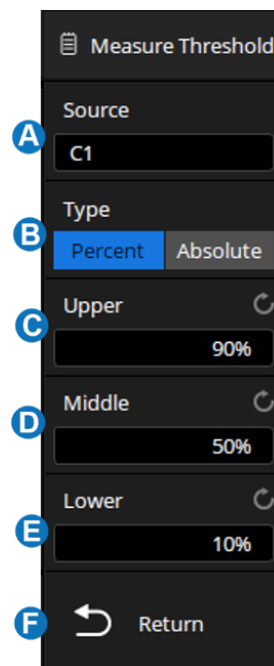 Measure Threshold
Source
A
C1
Type
B
Percent Absolute
Upper
C
90%
Middle
D
50%
Lower
E
10%
F Return